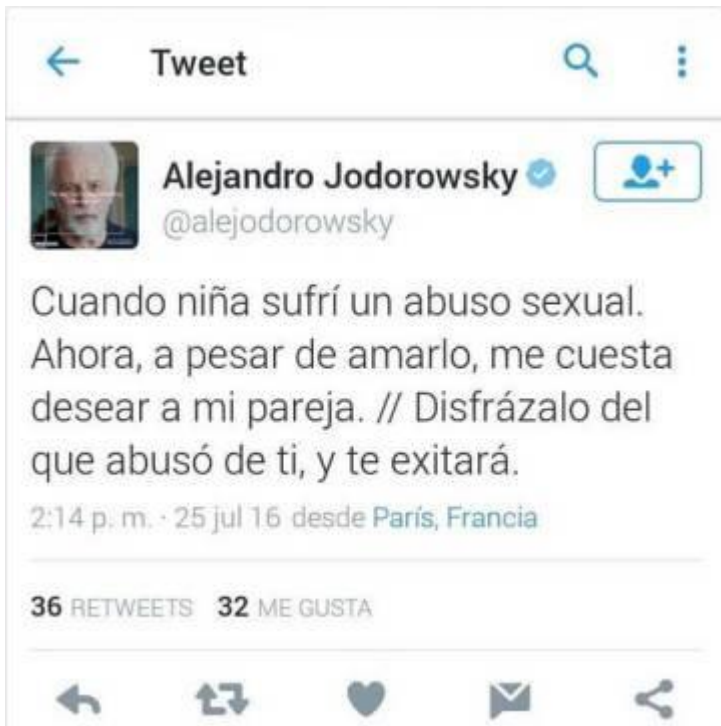 Tweet
Alejandro Jodorowsky
@alejodorowsky
Cuando niña sufrí un abuso sexual.
Ahora, a pesar de amarlo, me cuesta
desear a mi pareja. // Disfrázalo del
que abusó de ti, y te exitará.
2:14 p. m. · 25 jul 16 desde París, Francia
36 RETWEETS 32 ME GUSTA